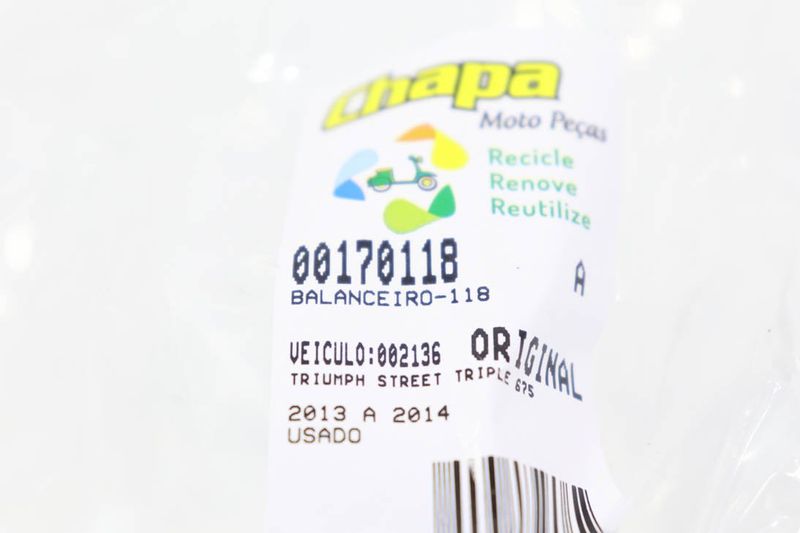 Chapa
Moto Peças
Recicle
Renove
Reutilize
00170118 A
BALANCEIRO-118
VEICULO:002136 ORIGINAL
TRIUMPH STREET TRIPLE 675
2013 A 2014
USADO